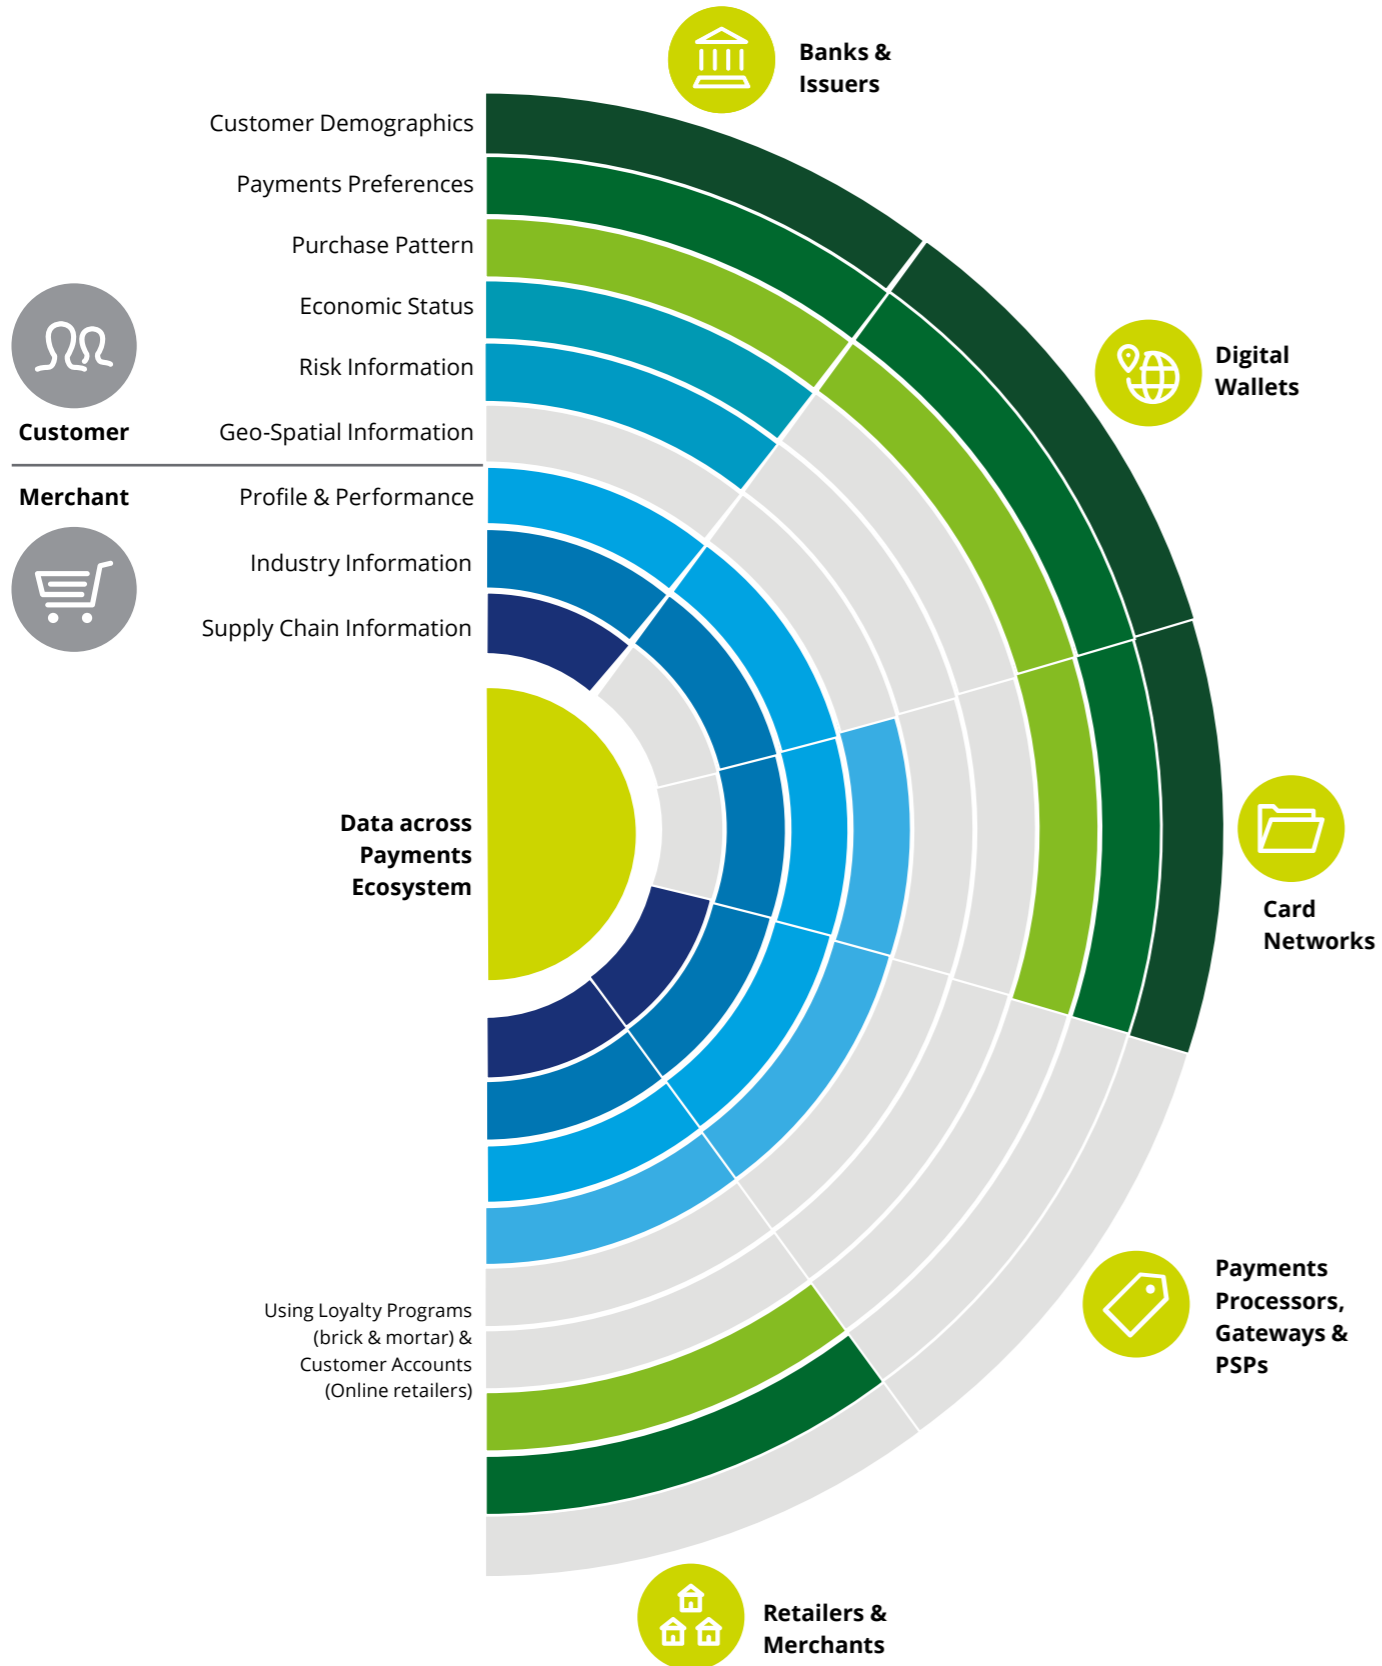 Banks &
Issuers
Customer Demographics
Payments Preferences
Purchase Pattern
Economic Status
Risk Information
Geo-Spatial Information
Customer
Merchant
Profile & Performance
Industry Information
Supply Chain Information
Digital
Wallets
Data across
Payments
Ecosystem
Card
Networks
Payments
Processors,
Gateways &
PSPs
Using Loyalty Programs
(brick & mortar) &
Customer Accounts
(Online retailers)
Retailers &
Merchants